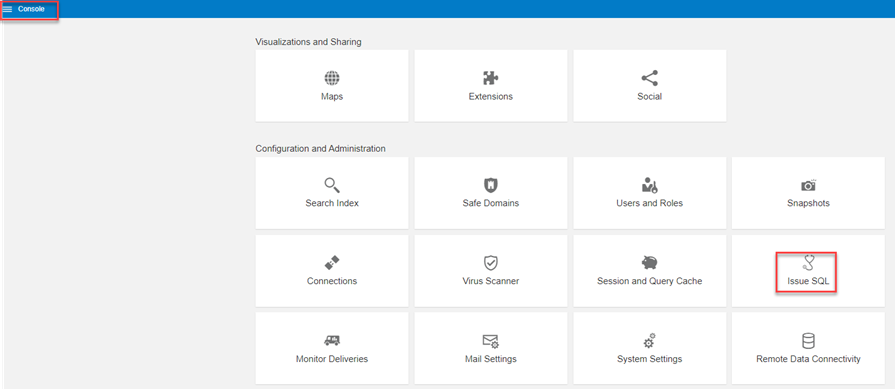 Console
Visualizations and Sharing
Maps Extensions Social
Configuration and Administration
Search Index Safe Domains Users and Roles Snapshots
Connections Virus Scanner Session and Query Cache Issue SQL
Monitor Deliveries Mail Settings System Settings Remote Data Connectivity